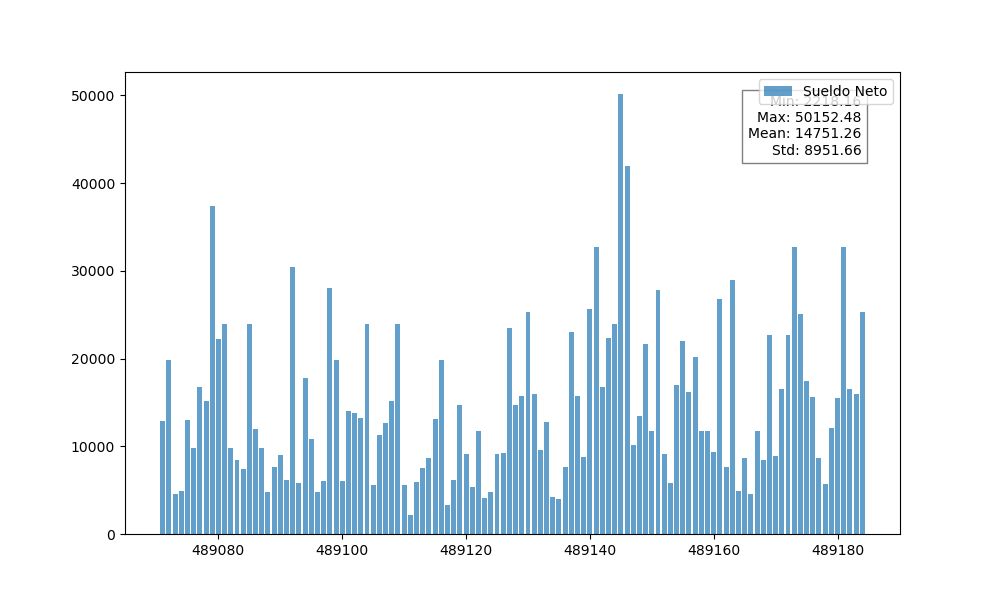 Sueldo Neto
Min: 2218.16
Max: 50152.48
Mean: 14751.26
Std: 8951.66
50000
40000
30000
20000
10000
0
489080 489100 489120 489140 489160 489180